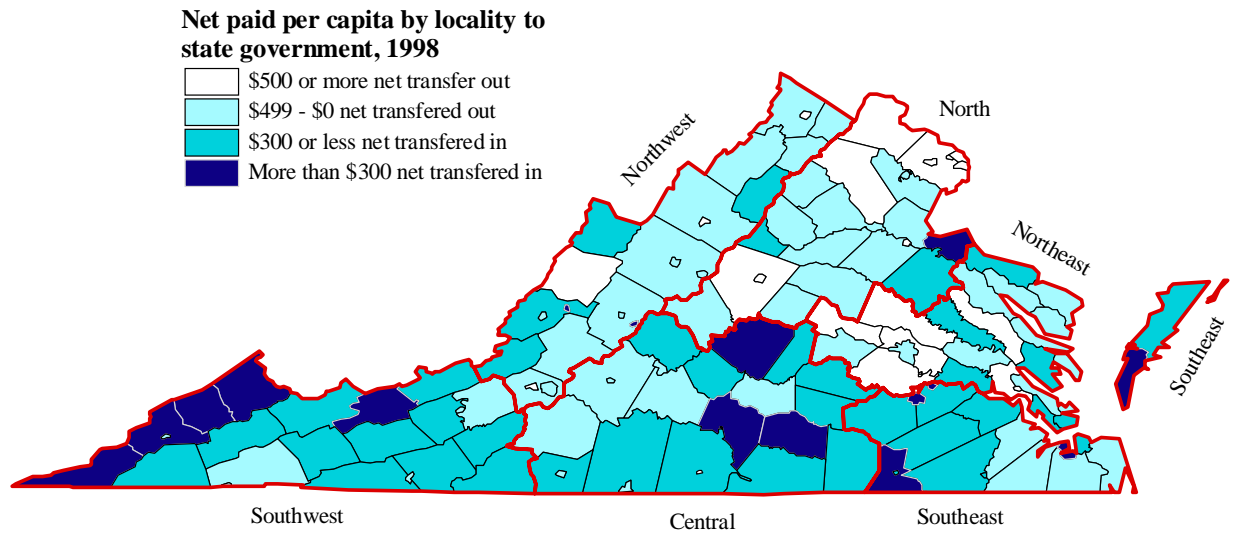 Net paid per capita by locality to
state government, 1998
$500 or more net transfer out
$499 - $0 net transfered out
$300 or less net transfered in
More than $300 net transfered in
North
Northwest
Northeast
Southeast
Southwest
Central
Southeast